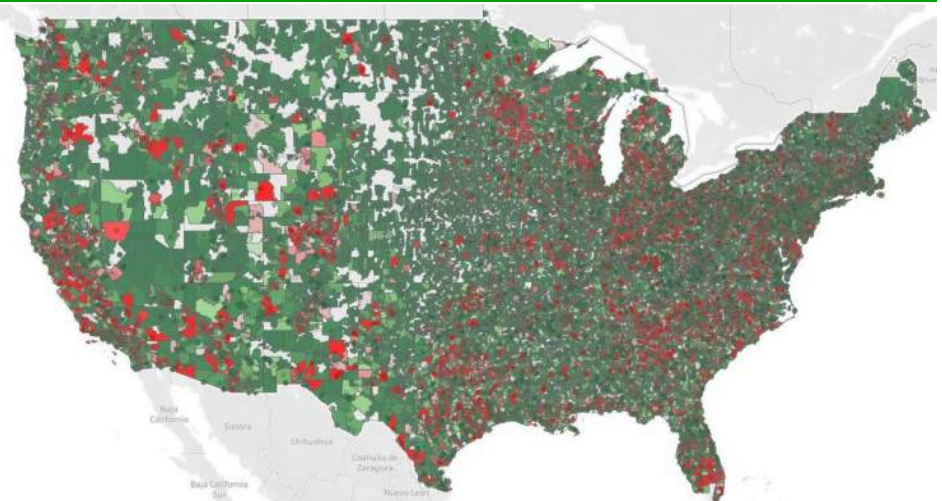 Baja
California
Sonora
Chihuahua
Coahuila de
Zaragoza
Baja California
Sur
Nuevo León